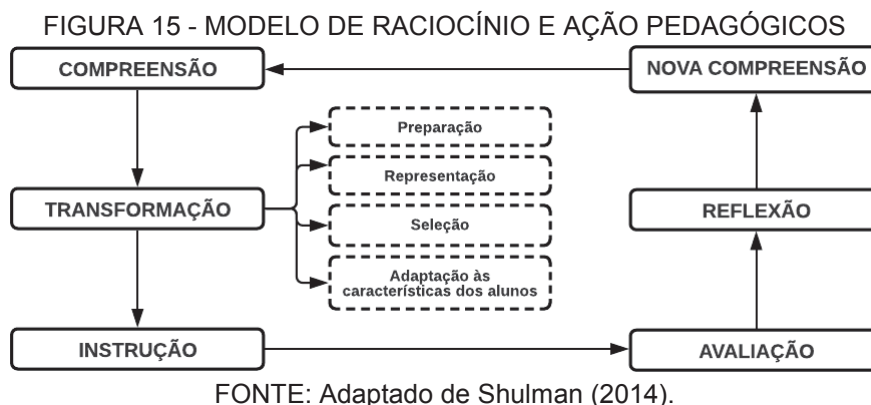 FIGURA 15 - MODELO DE RACIOCÍNIO E AÇÃO PEDAGÓGICOS
COMPREENSÃO
NOVA COMPREENSÃO
Preparação
Representação
TRANSFORMAÇÃO
REFLEXÃO
Seleção
Adaptação às
características dos alunos
INSTRUÇÃO
AVALIAÇÃO
FONTE: Adaptado de Shulman (2014).